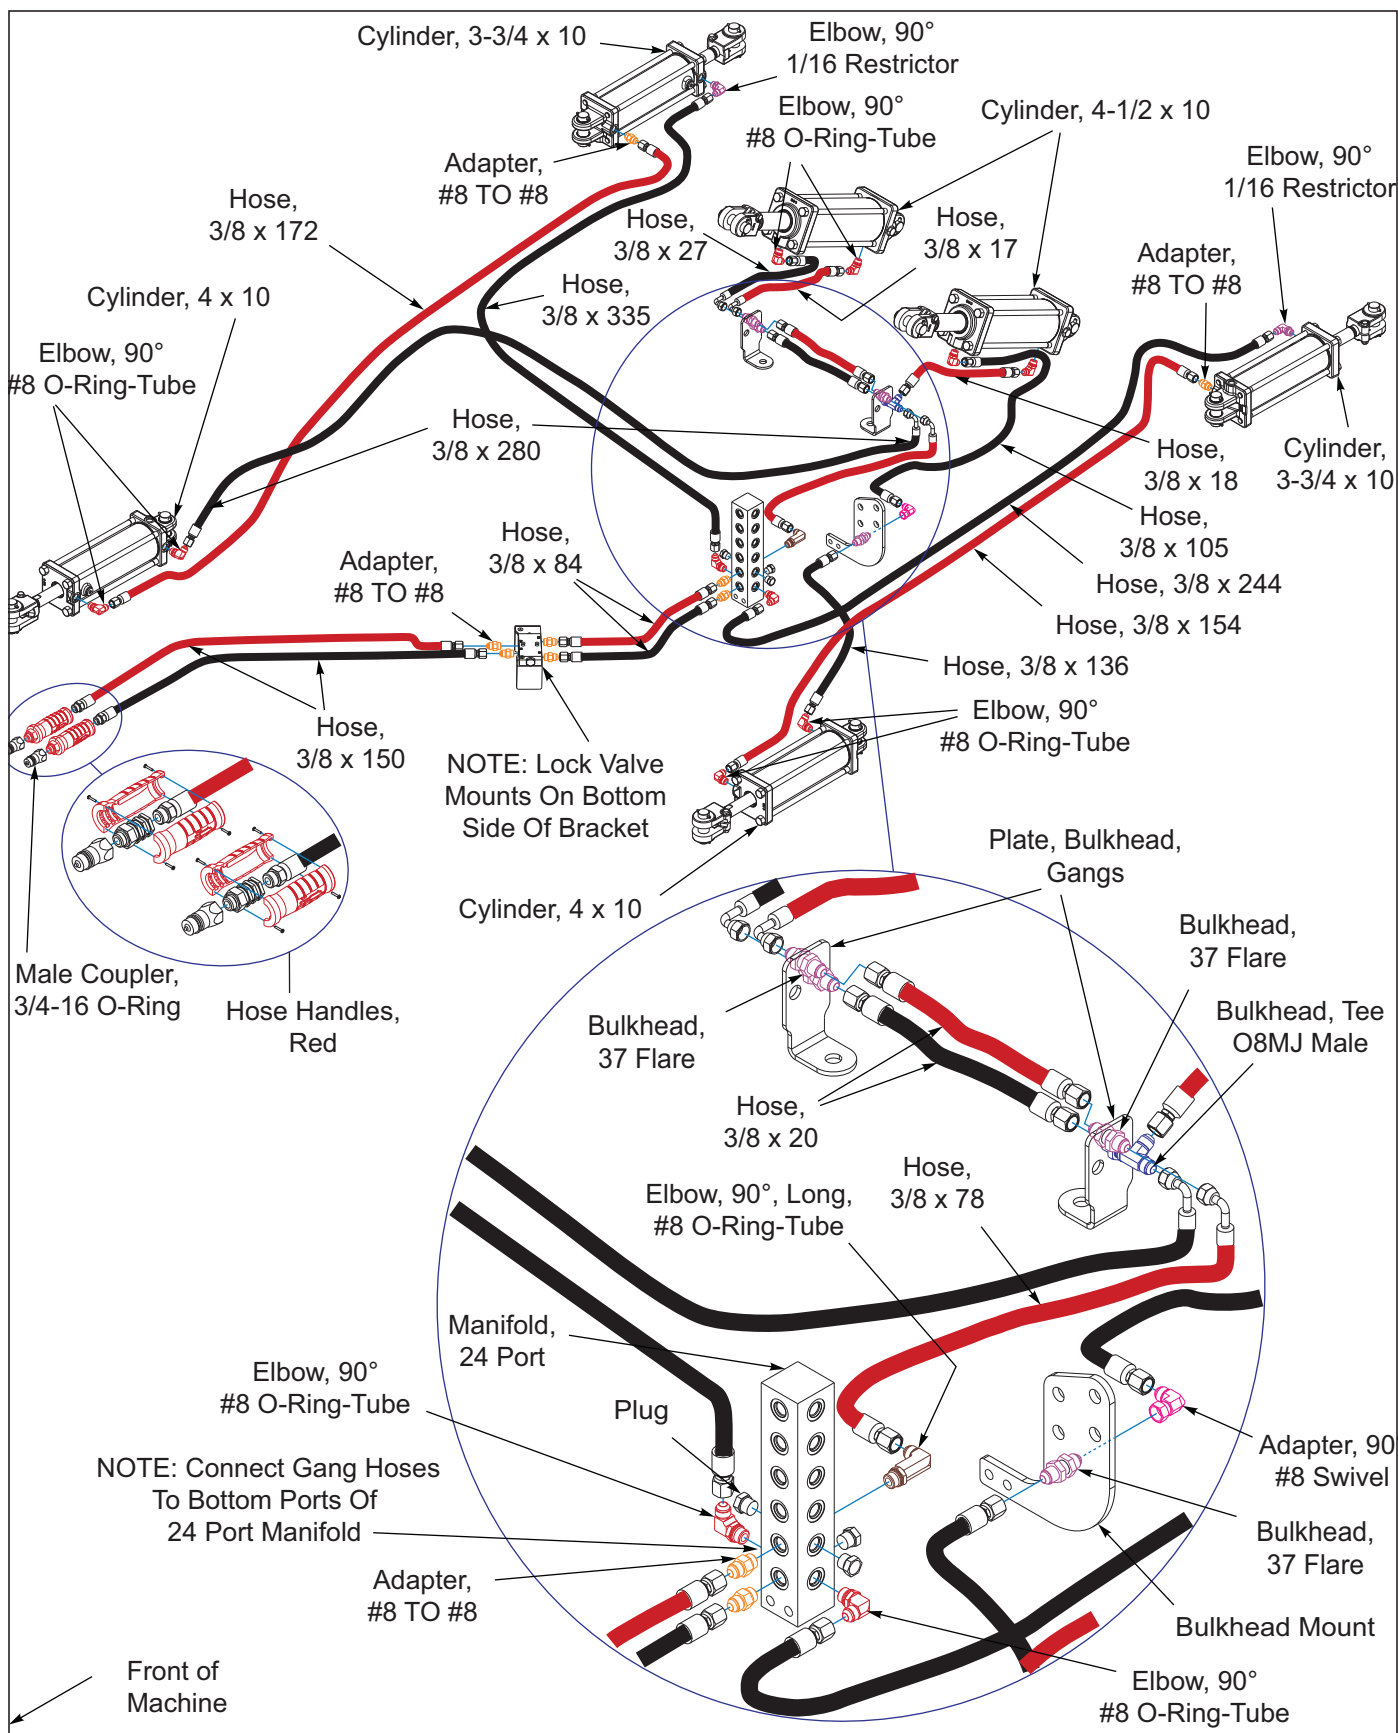 Cylinder, 3-3/4 x 10
Elbow, 90°
1/16 Restrictor
Elbow, 90°
#8 O-Ring-Tube
Cylinder, 4-1/2 x 10
Elbow, 90°
1/16 Restrictor
Adapter,
#8 TO #8
Hose,
3/8 x 172
Hose,
3/8 x 27
Hose,
3/8 x 17
Adapter,
#8 TO #8
Cylinder, 4 x 10
Hose,
3/8 x 335
Elbow, 90°
#8 O-Ring-Tube
Hose,
3/8 x 280
Hose,
3/8 x 18
Cylinder,
3-3/4 x 10
Hose,
3/8 x 84
Hose,
3/8 x 105
Adapter,
#8 TO #8
Hose, 3/8 x 244
Hose, 3/8 x 154
Hose, 3/8 x 136
Hose,
3/8 x 150
Elbow, 90°
#8 O-Ring-Tube
NOTE: Lock Valve
Mounts On Bottom
Side Of Bracket
Plate, Bulkhead,
Gangs
Cylinder, 4 x 10
Bulkhead,
37 Flare
Male Coupler,
3/4-16 O-Ring
Hose Handles,
Red
Bulkhead,
37 Flare
Bulkhead, Tee
O8MJ Male
Hose,
3/8 x 20
Hose,
3/8 x 78
Elbow, 90°, Long,
#8 O-Ring-Tube
Manifold,
24 Port
Elbow, 90°
#8 O-Ring-Tube
Plug
Adapter, 90
#8 Swivel
NOTE: Connect Gang Hoses
To Bottom Ports Of
24 Port Manifold
Bulkhead,
37 Flare
Adapter,
#8 TO #8
Bulkhead Mount
Front of
Machine
Elbow, 90°
#8 O-Ring-Tube